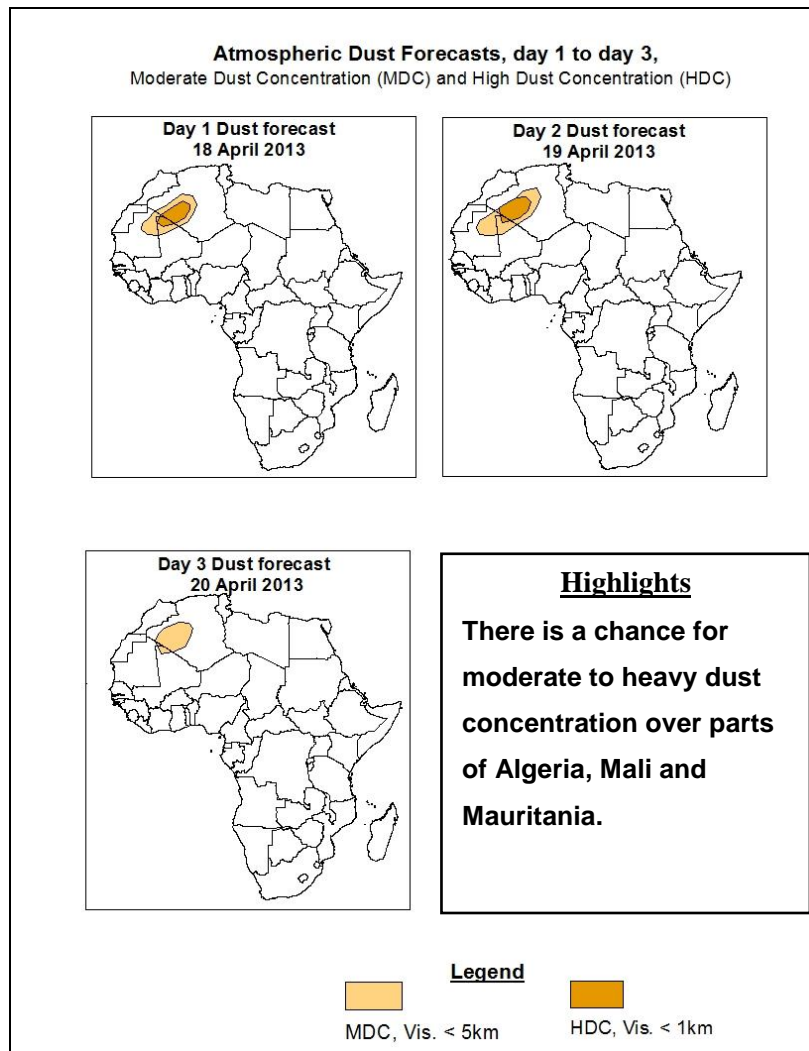 Atmospheric Dust Forecasts, day 1 to day 3,
Moderate Dust Concentration (MDC) and High Dust Concentration (HDC)
Day 1 Dust forecast
18 April 2013
Day 2 Dust forecast
19 April 2013
Day 3 Dust forecast
20 April 2013
Highlights
There is a chance for
moderate to heavy dust
concentration over parts
of Algeria, Mali and
Mauritania.
Legend
MDC, Vis. < 5km
HDC, Vis. < 1km